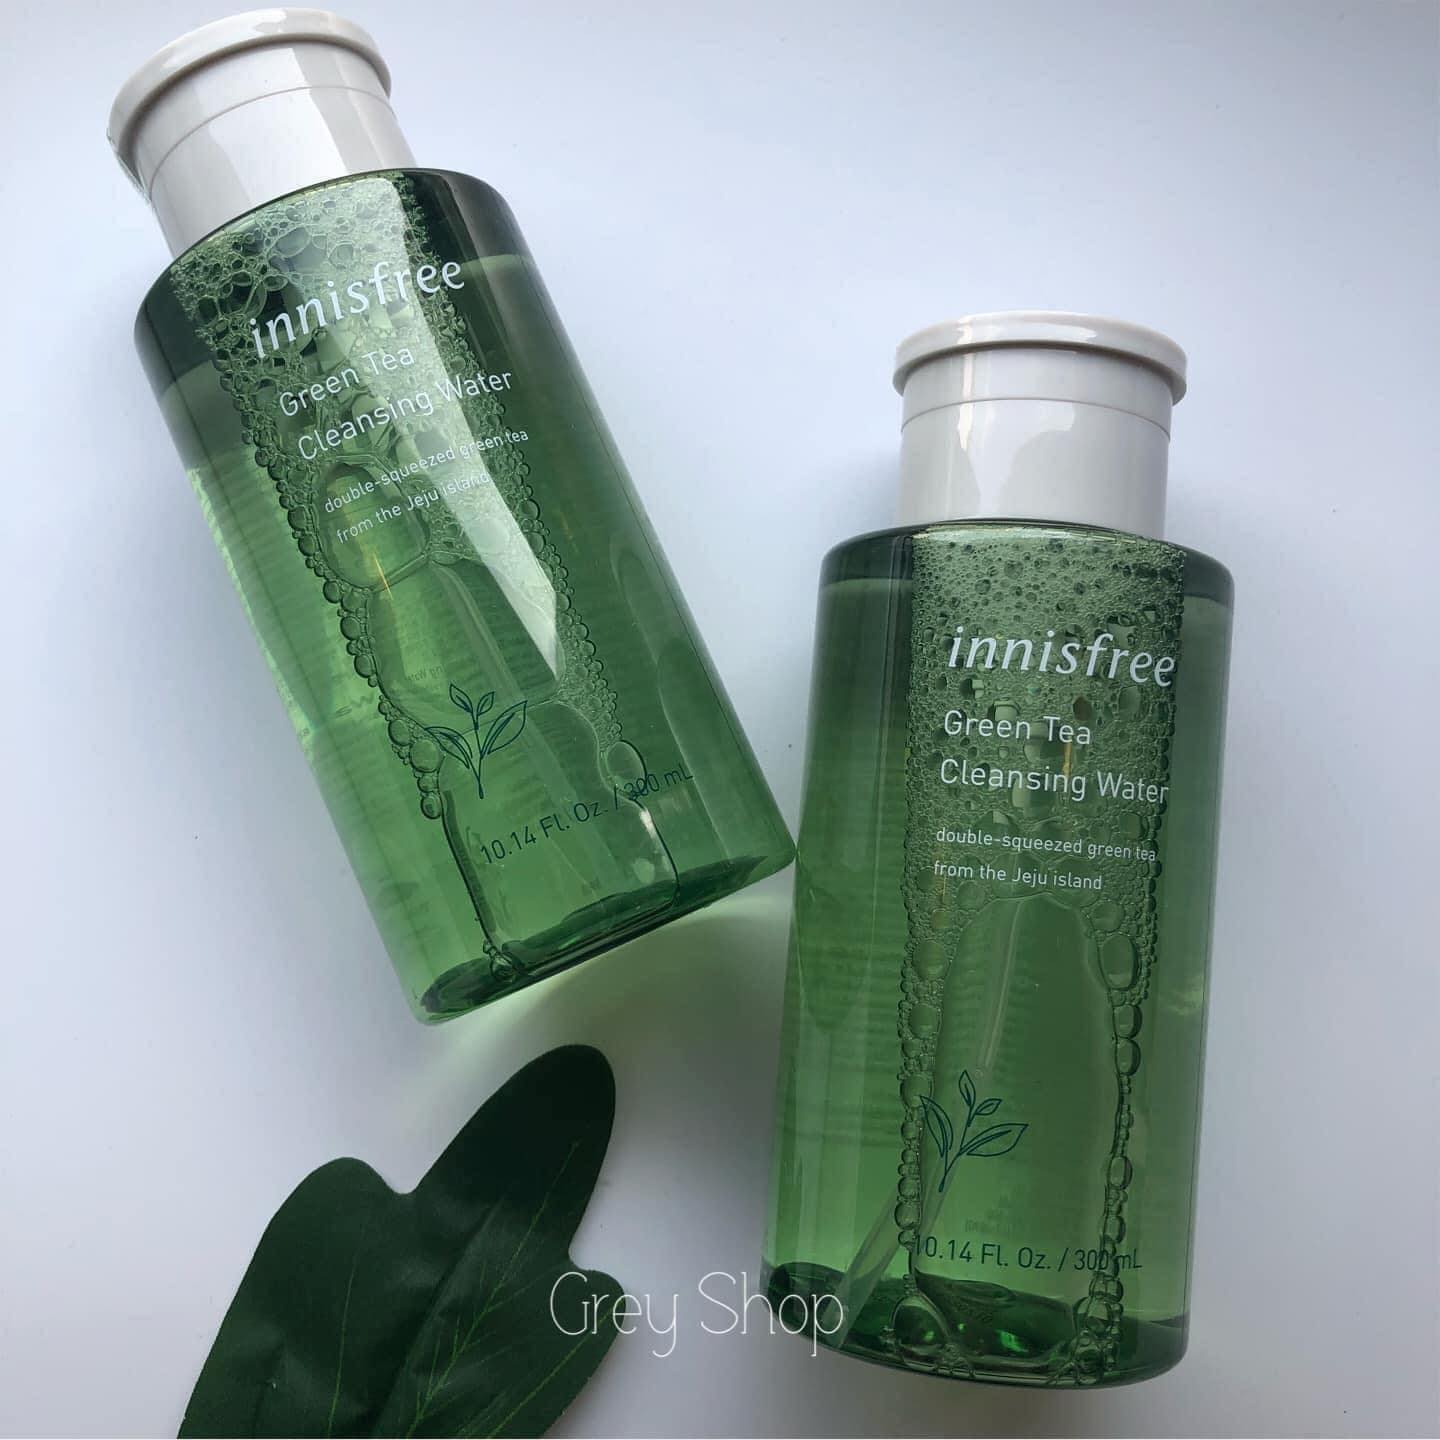 innisfree
Green Tea
Cleansing Water
double-squeezed green tea
from the Jeju island
10.14 Fl. Oz. / 300 mL
innisfree
Green Tea
Cleansing Water
double-squeezed green tea
from the Jeju island
10.14 Fl. Oz. / 300 mL
Grey Shop